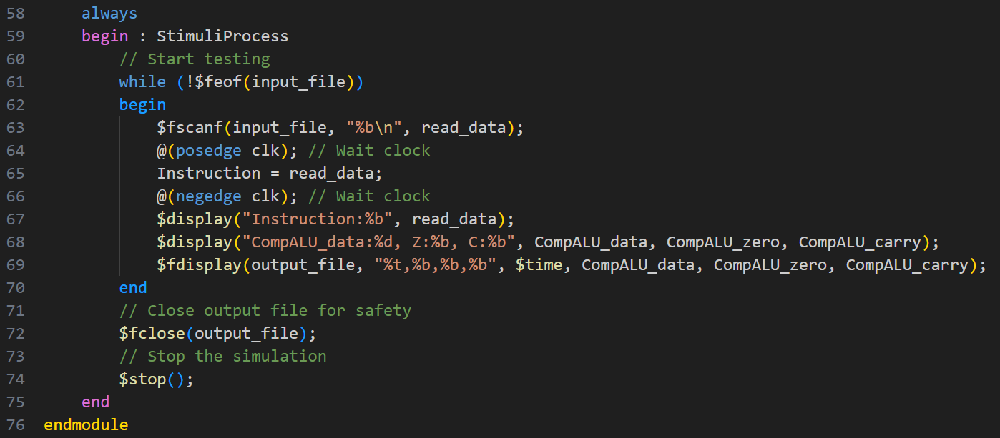 58 always
59 begin : StimuliProcess
60 // Start testing
61 while (!$feof(input_file))
62 begin
63 $fscanf(input_file, "%b\n", read_data);
64 @(posedge clk); // Wait clock
65 Instruction = read_data;
66 @(negedge clk); // Wait clock
67 $display("Instruction:%b", read_data);
68 $display("CompALU_data:%d, Z:%b, C:%b", CompALU_data, CompALU_zero, CompALU_carry);
69 $fdisplay(output_file, "%t,%b,%b,%b", $time, CompALU_data, CompALU_zero, CompALU_carry);
70 end
71 // Close output file for safety
72 $fclose(output_file);
73 // Stop the simulation
74 $stop();
75 end
76 endmodule